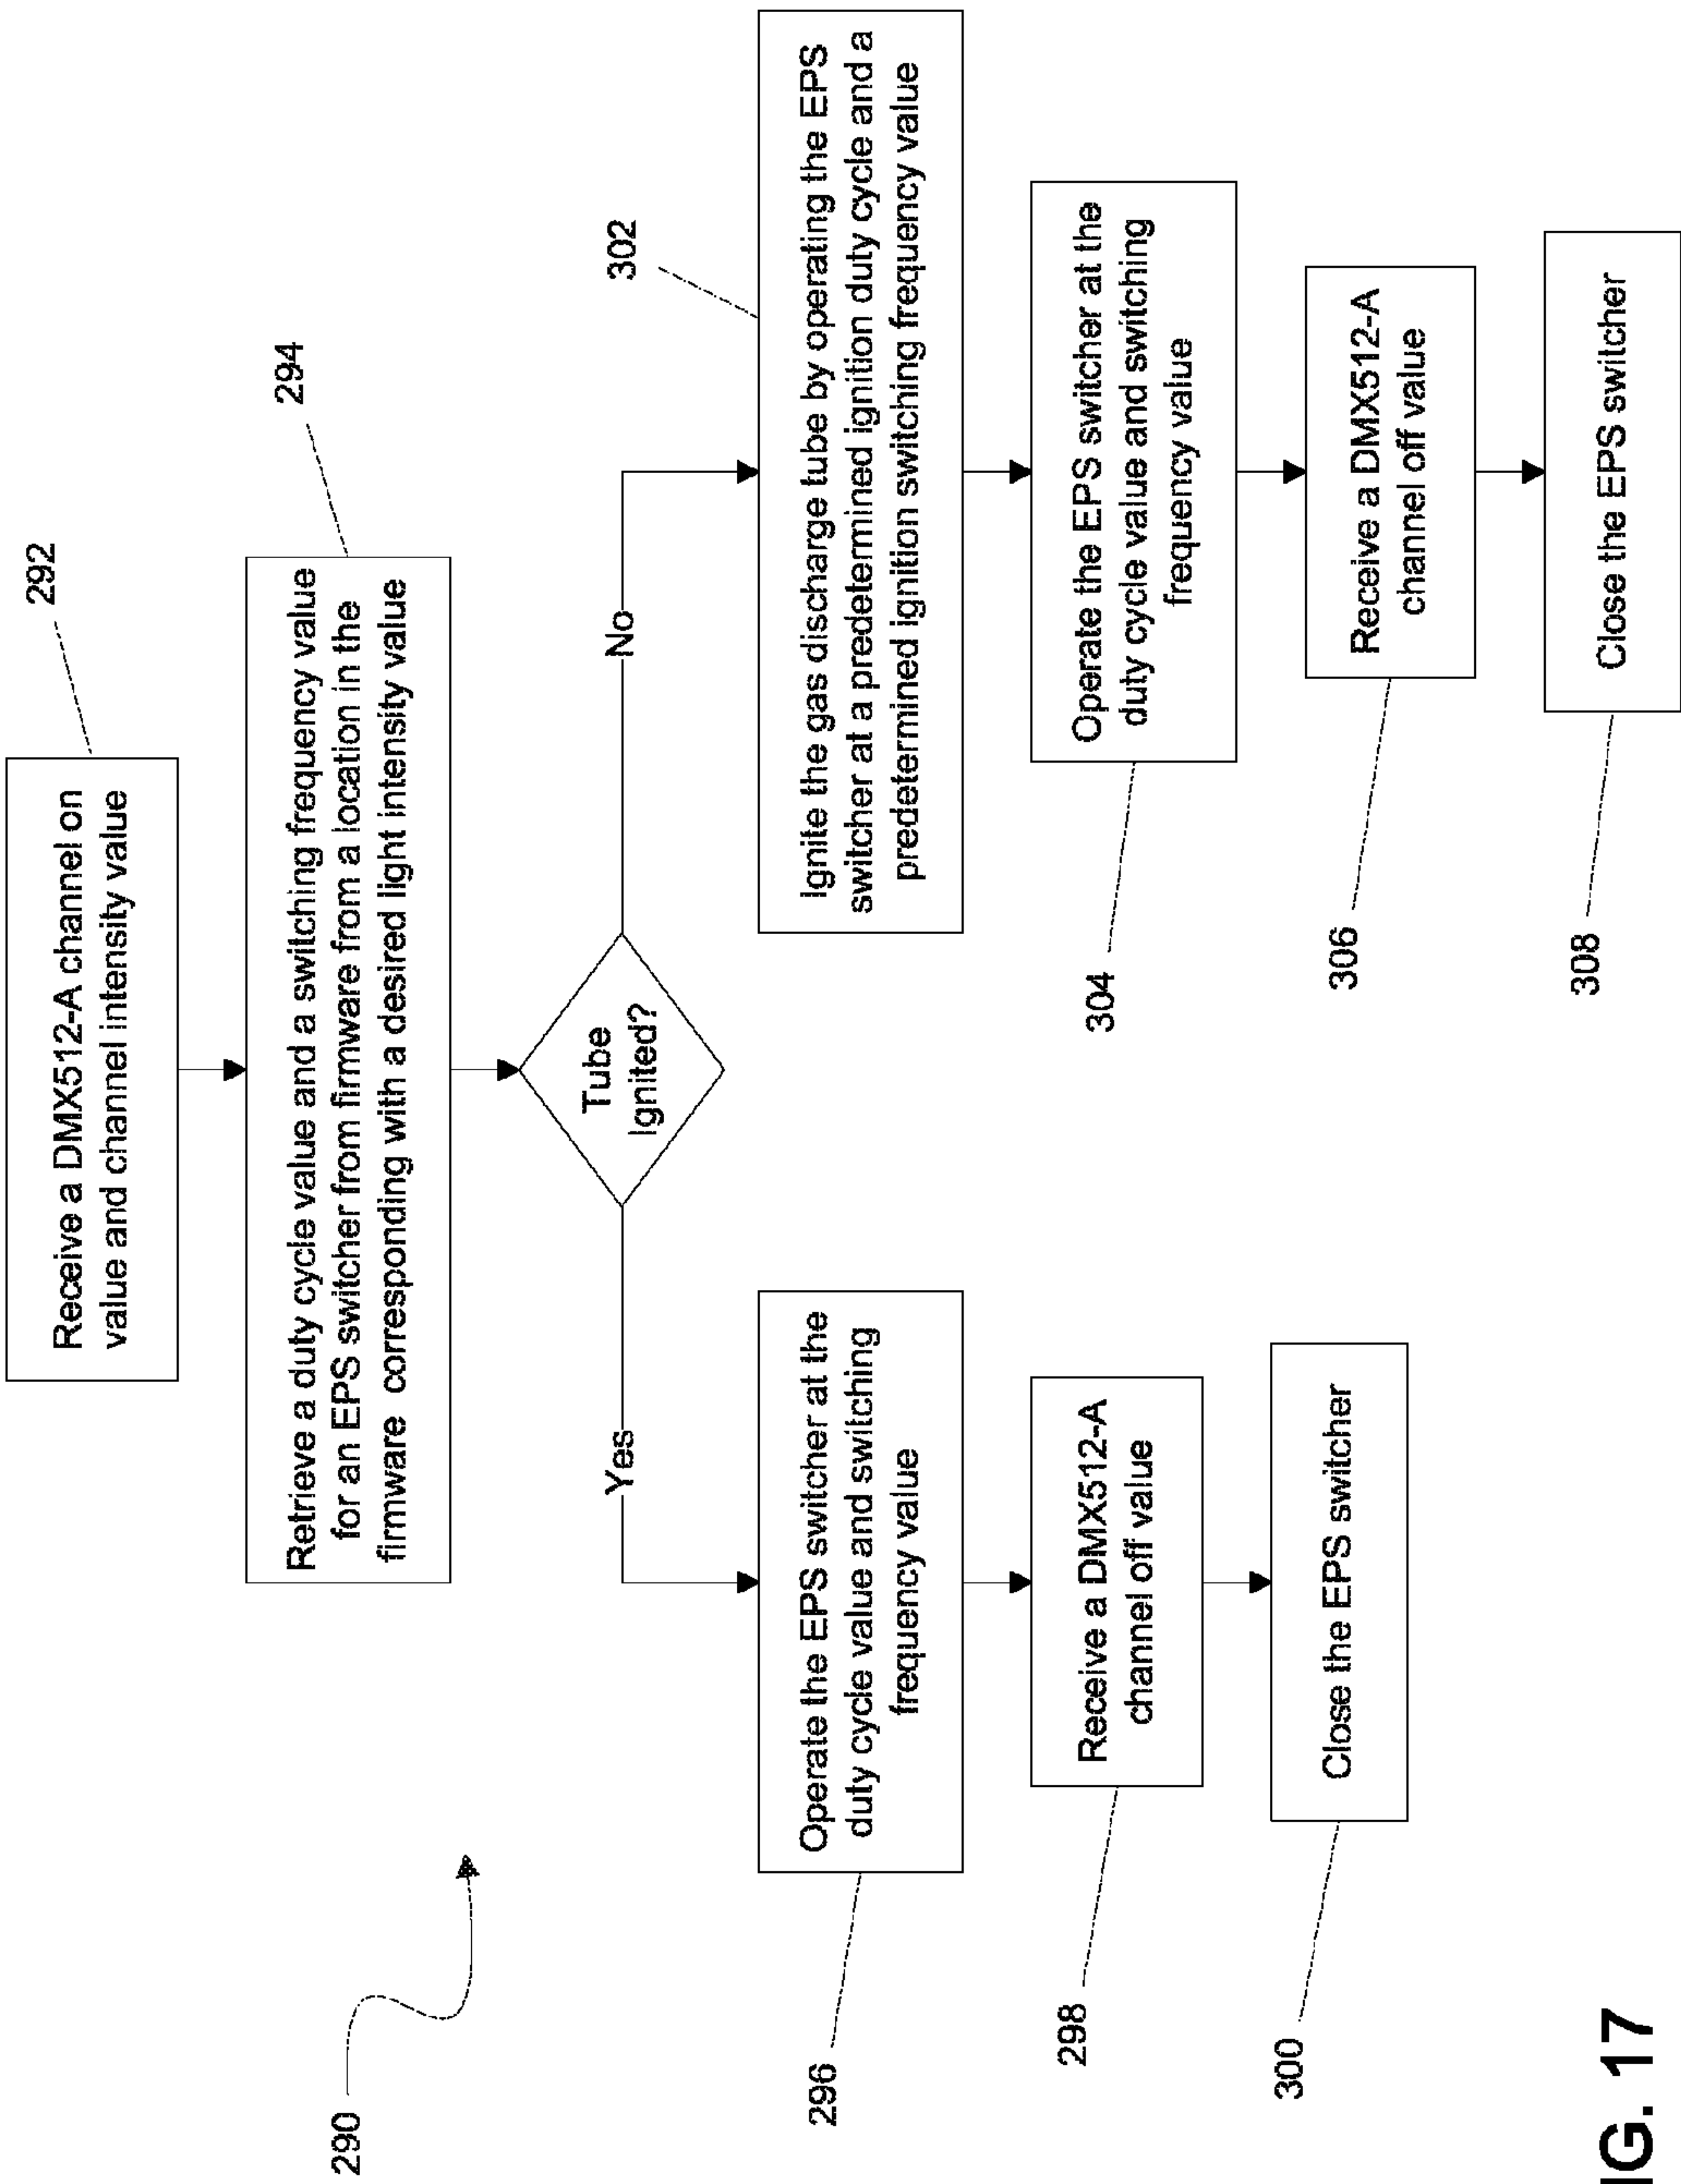 290
292
Receive a DMX512-A channel on
value and channel intensity value
294
Retrieve a duty cycle value and a switching frequency value
for an EPS switcher from firmware from a location in the
firmware corresponding with a desired light intensity value
Tube
Ignited?
Yes
No
296
Operate the EPS switcher at the
duty cycle value and switching
frequency value
298
Receive a DMX512-A
channel off value
300
Close the EPS switcher
302
Ignite the gas discharge tube by operating the EPS
switcher at a predetermined ignition duty cycle and a
predetermined ignition switching frequency value
304
Operate the EPS switcher at the
duty cycle value and switching
frequency value
306
Receive a DMX512-A
channel off value
308
Close the EPS switcher
IG. 17